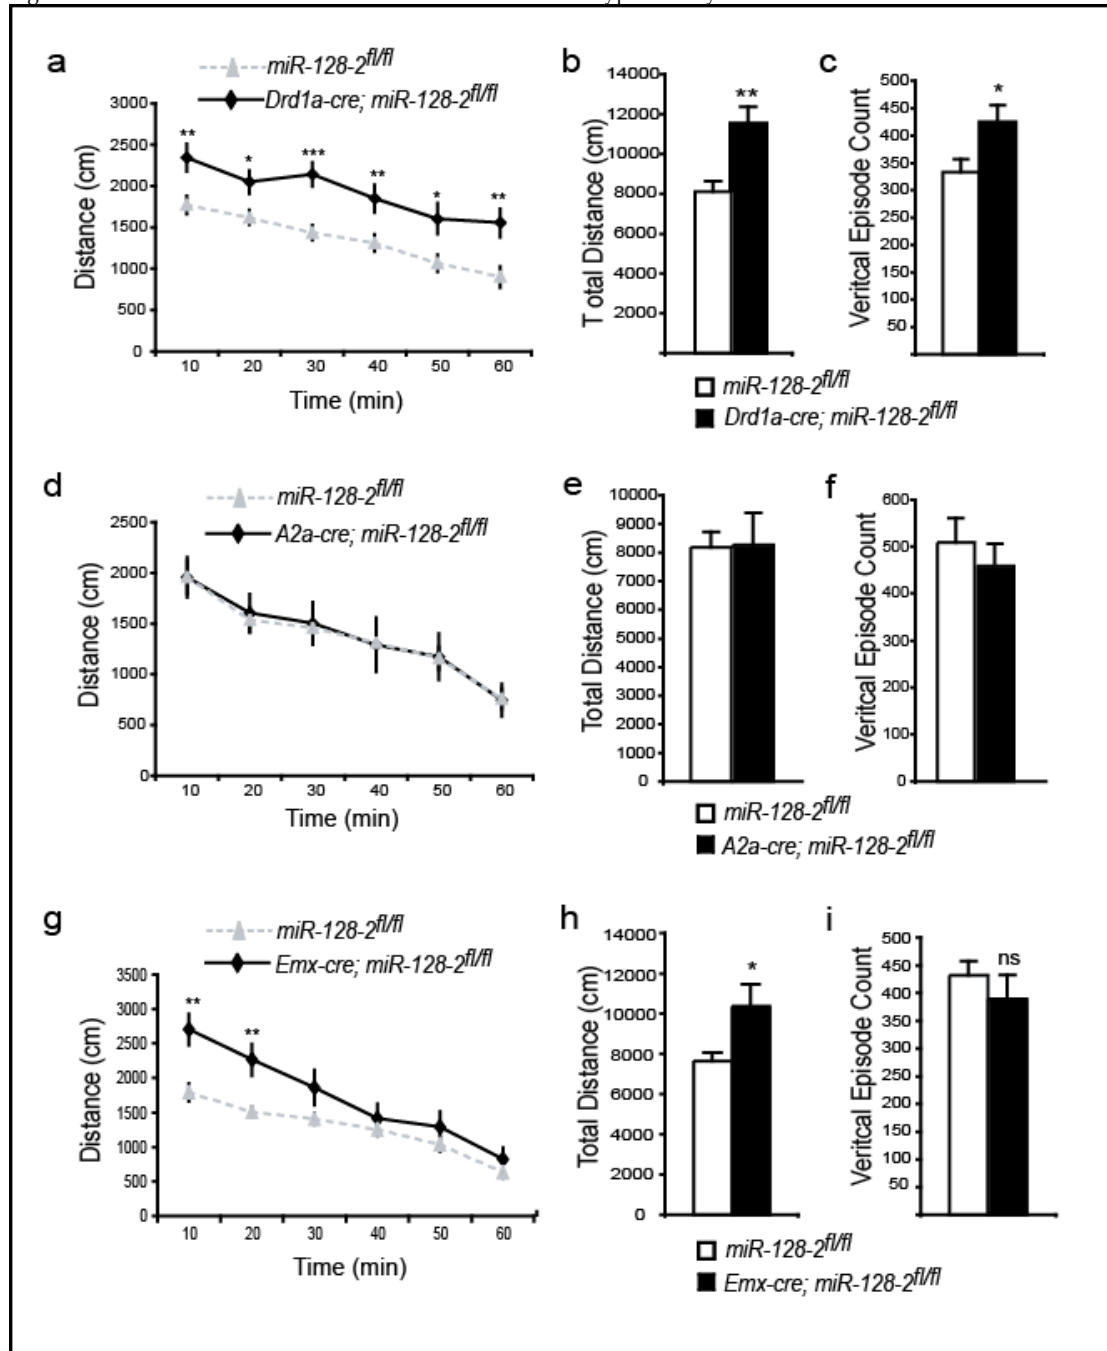 a
miR-128-2fl/fl
Drd1a-cre; miR-128-2fl/fl
3000
2500
2000
1500
1000
500
0
** * *** ** * **
10 20 30 40 50 60
Distance (cm)
Time (min)
b
14000
12000
10000
8000
6000
4000
2000
**
T otal Distance (cm)
c
500
450
400
350
300
250
200
150
100
50
*
Veritcal Episode Count
miR-128-2fl/fl
Drd1a-cre; miR-128-2fl/fl
d
miR-128-2fl/fl
A2a-cre; miR-128-2fl/fl
2500
2000
1500
1000
500
0
10 20 30 40 50 60
Distance (cm)
Time (min)
e
10000
9000
8000
7000
6000
5000
4000
3000
2000
1000
0
Total Distance (cm)
f
600
500
400
300
200
100
0
Veritcal Episode Count
miR-128-2fl/fl
A2a-cre; miR-128-2fl/fl
g
miR-128-2fl/fl
Emx-cre; miR-128-2fl/fl
3500
3000
2500
2000
1500
1000
500
0
** **
10 20 30 40 50 60
Distance (cm)
Time (min)
h
14000
12000
10000
8000
6000
4000
2000
0
*
Total Distance (cm)
i
500
450
400
350
300
250
200
150
100
50
ns
Veritcal Episode Count
miR-128-2fl/fl
Emx-cre; miR-128-2fl/fl